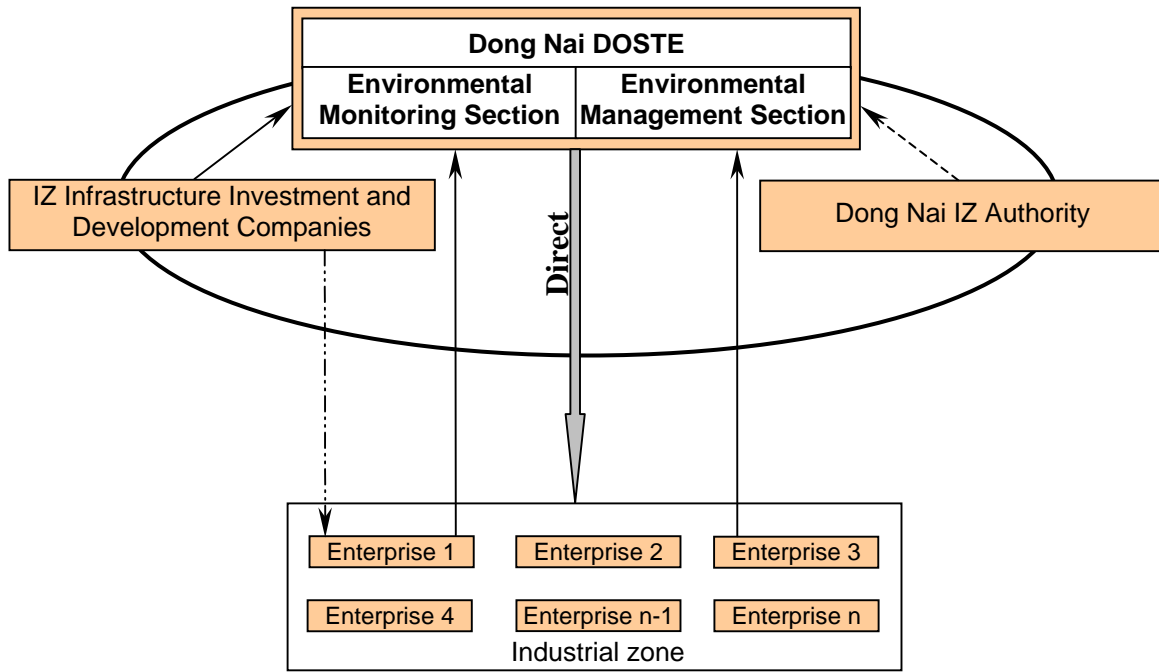 Dong Nai DOSTE
Environmental
Monitoring Section
Environmental
Management Section
IZ Infrastructure Investment and
Development Companies
Dong Nai IZ Authority
Direct
Enterprise 1
Enterprise 2
Enterprise 3
Enterprise 4
Enterprise n-1
Enterprise n
Industrial zone